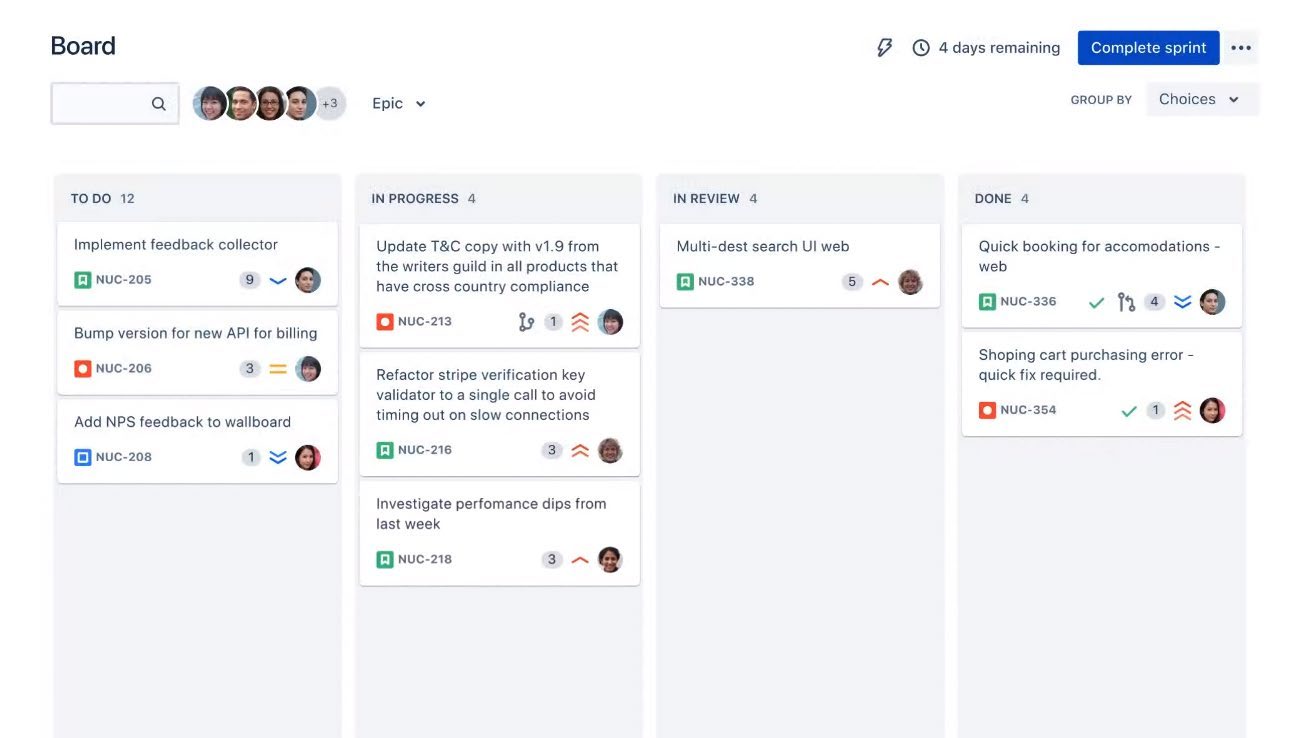 Board
4 days remaining
Complete sprint
+3
Epic
GROUP BY
Choices
TO DO 12
Implement feedback collector
NUC-205
9
Bump version for new API for billing
NUC-206
3
Add NPS feedback to wallboard
NUC-208
1
IN PROGRESS 4
Update T&C copy with v1.9 from
the writers guild in all products that
have cross country compliance
NUC-213
1
Refactor stripe verification key
validator to a single call to avoid
timing out on slow connections
NUC-216
3
Investigate perfomance dips from
last week
NUC-218
3
IN REVIEW 4
Multi-dest search UI web
NUC-338
5
DONE 4
Quick booking for accomodations -
web
NUC-336
4
Shoping cart purchasing error -
quick fix required.
NUC-354
1